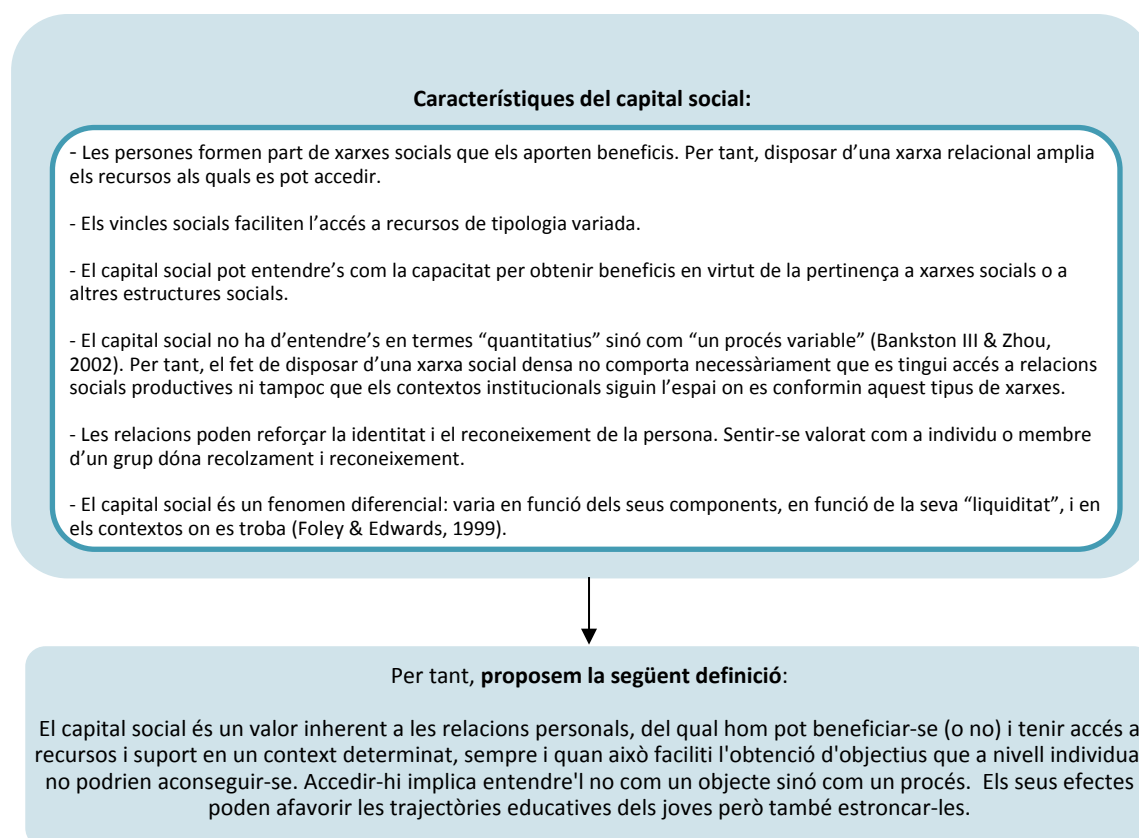 Característiques del capital social:
- Les persones formen part de xarxes socials que els aporten beneficis. Per tant, disposar d’una xarxa relacional amplia
els recursos als quals es pot accedir.
- Els vincles socials faciliten l’accés a recursos de tipologia variada.
- El capital social pot entendre’s com la capacitat per obtenir beneficis en virtut de la pertinença a xarxes socials o a
altres estructures socials.
- El capital social no ha d’entendre’s en termes “quantitatius” sinó com “un procés variable” (Bankston III & Zhou,
2002). Per tant, el fet de disposar d’una xarxa social densa no comporta necessàriament que es tingui accés a relacions
socials productives ni tampoc que els contextos institucionals siguin l’espai on es conformin aquest tipus de xarxes.
- Les relacions poden reforçar la identitat i el reconeixement de la persona. Sentir-se valorat com a individu o membre
d’un grup dóna recolzament i reconeixement.
- El capital social és un fenomen diferencial: varia en funció dels seus components, en funció de la seva “liquiditat”, i en
els contextos on es troba (Foley & Edwards, 1999).
Per tant, proposem la següent definició:
El capital social és un valor inherent a les relacions personals, del qual hom pot beneficiar-se (o no) i tenir accés a
recursos i suport en un context determinat, sempre i quan això faciliti l'obtenció d'objectius que a nivell individua
no podrien aconseguir-se. Accedir-hi implica entendre'l no com un objecte sinó com un procés. Els seus efectes
poden afavorir les trajectòries educatives dels joves però també estroncar-les.